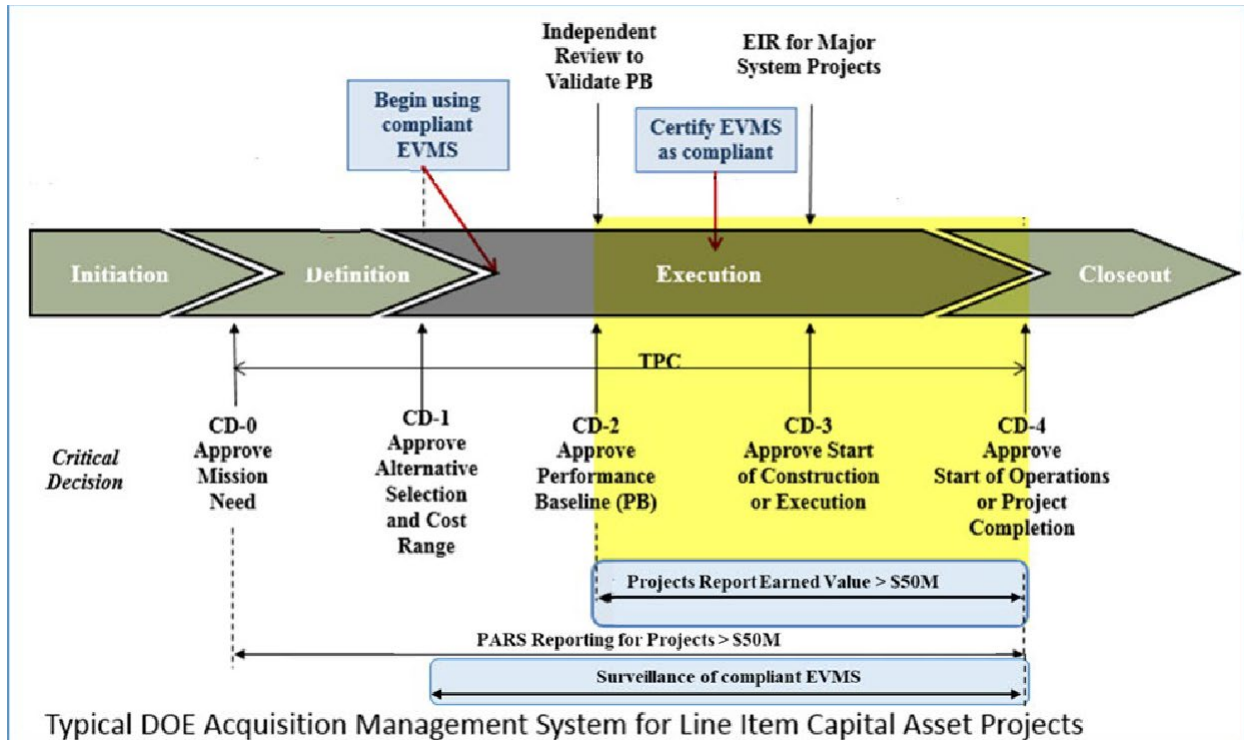 Independent
Review to
Validate PB
EIR for Major
System Projects
Begin using
compliant
EVMS
Certify EVMS
as compliant
Initiation
Definition
Execution
Closeout
TPC
Critical
Decision
CD-0
Approve
Mission
Need
CD-1
Approve
Alternative
Selection
and Cost
Range
CD-2
Approve
Performance
Baseline (PB)
CD-3
Approve Start
of Construction
or Execution
CD-4
Approve
Start of Operations
or Project
Completion
Projects Report Earned Value > $50M
PARS Reporting for Projects > $50M
Surveillance of compliant EVMS
Typical DOE Acquisition Management System for Line Item Capital Asset Projects